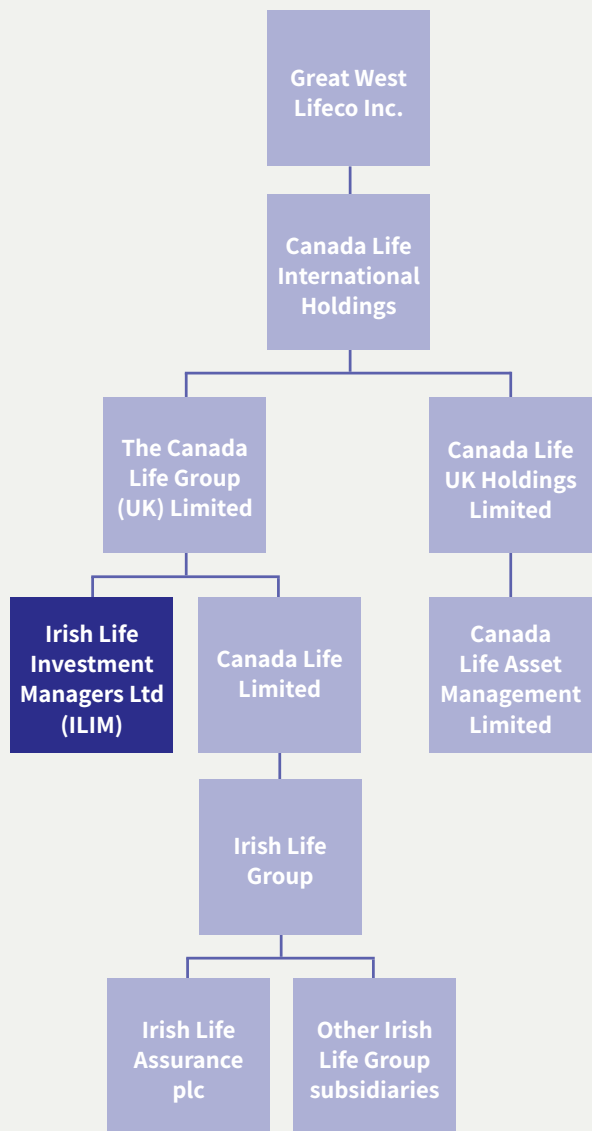 Great West
Lifeco Inc.
Canada Life
International
Holdings
The Canada
Life Group
(UK) Limited
Canada Life
UK Holdings
Limited
Irish Life
Investment
Managers Ltd
(ILIM)
Canada Life
Limited
Canada
Life Asset
Management
Limited
Irish Life
Group
Irish Life
Assurance
plc
Other Irish
Life Group
subsidiaries